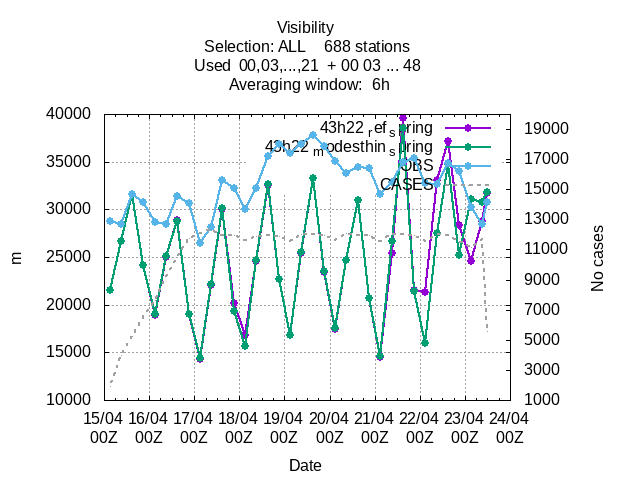 Visibility
Selection: ALL    688 stations
Used  00,03,...,21  + 00 03 ... 48
Averaging window:  6h
40000
35000
30000
25000
20000
15000
10000
m
19000
17000
15000
13000
11000
9000
7000
5000
3000
1000
No cases
43h22_ref_spring
43h22_modesthin_spring
OBS
CASES
15/04 16/04 17/04 18/04 19/04 20/04 21/04 22/04 23/04 24/04
00Z 00Z 00Z 00Z 00Z 00Z 00Z 00Z 00Z 00Z
Date